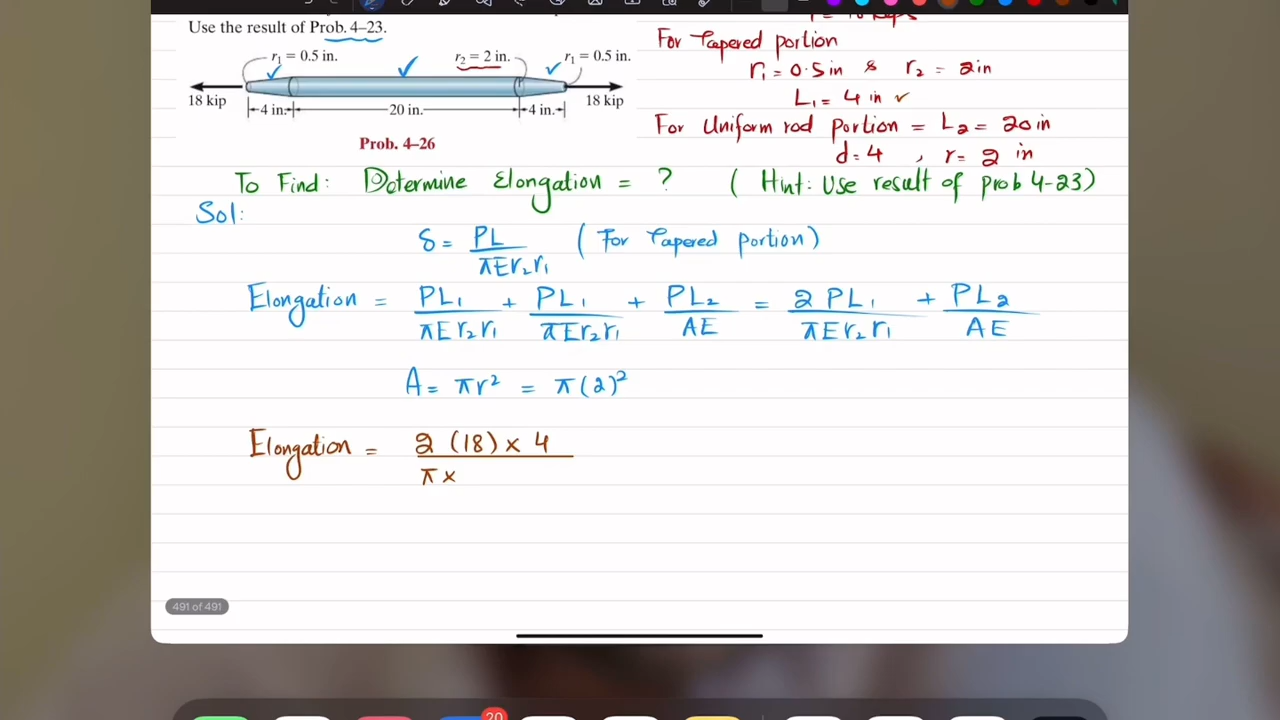 Use the result of Prob. 4–23.
r₁ = 0.5 in.
r₂ = 2 in.
r₁ = 0.5 in.
18 kip
4 in.
20 in.
4 in.
18 kip
Prob. 4–26
For Tapered portion
r₁ = 0.5 in & r₂ = 2 in
L₁ = 4 in ✓
For Uniform rod portion = L₂ = 20 in
d = 4 , r = 2 in
To Find: Determine Elongation = ? ( Hint: Use result of prob 4-23)
Sol:
δ = PL / πEr₂r₁ ( For Tapered portion)
Elongation = PL₁ / πEr₂r₁ + PL₁ / πEr₂r₁ + PL₂ / AE = 2PL₁ / πEr₂r₁ + PL₂ / AE
A = πr² = π(2)²
Elongation = 2 (18) × 4
π ×
491 of 491
20